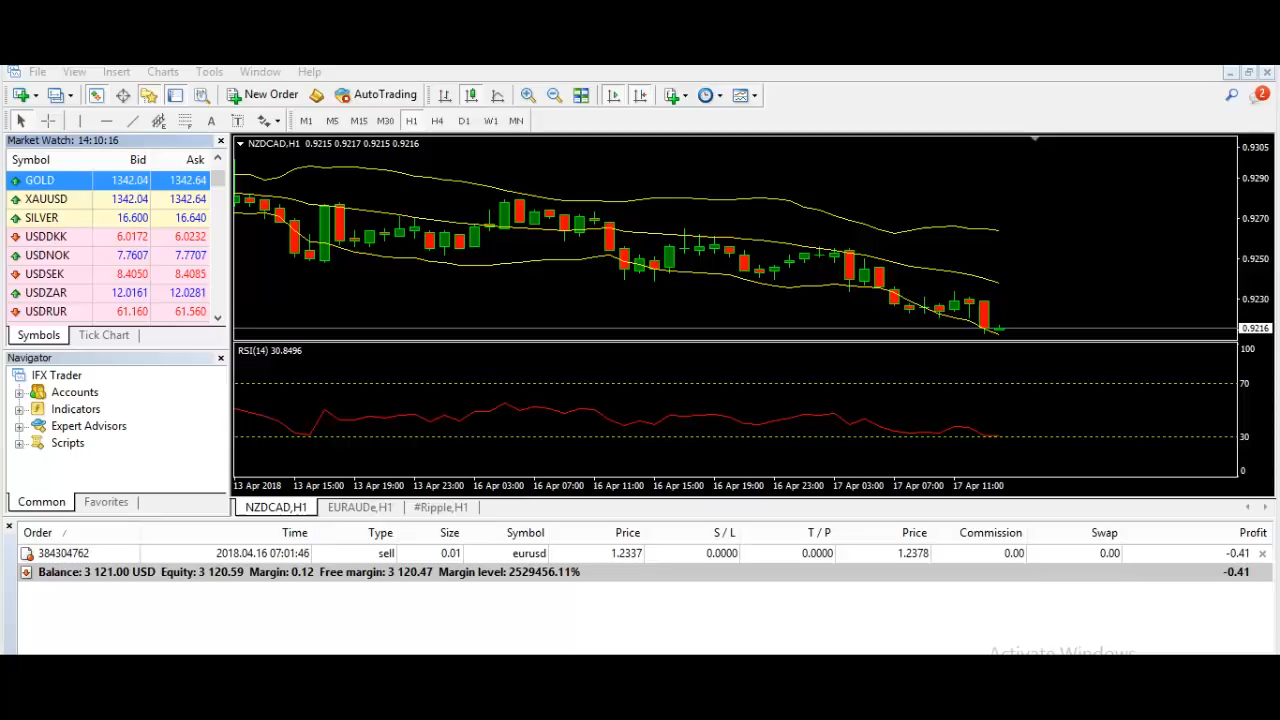 File View Insert Charts Tools Window Help
New Order AutoTrading 2
A T M1 M5 M15 M30 H1 H4 D1 W1 MN
Market Watch: 14:10:16
Symbol Bid Ask
GOLD 1342.04 1342.64
XAUUSD 1342.04 1342.64
SILVER 16.600 16.640
USDDKK 6.0172 6.0232
USDNOK 7.7607 7.7707
USDSEK 8.4050 8.4085
USDZAR 12.0161 12.0281
USDRUR 61.160 61.560
Symbols Tick Chart
Navigator
IFX Trader
Accounts
Indicators
Expert Advisors
Scripts
Common Favorites
NZDCAD,H1 0.9215 0.9217 0.9215 0.9216
0.9305
0.9290
0.9270
0.9250
0.9230
0.9216
RSI(14) 30.8496
100
70
30
0
13 Apr 2018 13 Apr 15:00 13 Apr 19:00 13 Apr 23:00 16 Apr 03:00 16 Apr 07:00 16 Apr 11:00 16 Apr 15:00 16 Apr 19:00 16 Apr 23:00 17 Apr 03:00 17 Apr 07:00 17 Apr 11:00
NZDCAD,H1 EURAUDe,H1 #Ripple,H1
Order / Time Type Size Symbol Price S / L T / P Price Commission Swap Profit
384304762 2018.04.16 07:01:46 sell 0.01 eurusd 1.2337 0.0000 0.0000 1.2378 0.00 0.00 -0.41
Balance: 3 121.00 USD Equity: 3 120.59 Margin: 0.12 Free margin: 3 120.47 Margin level: 2529456.11% -0.41
Activate Windows